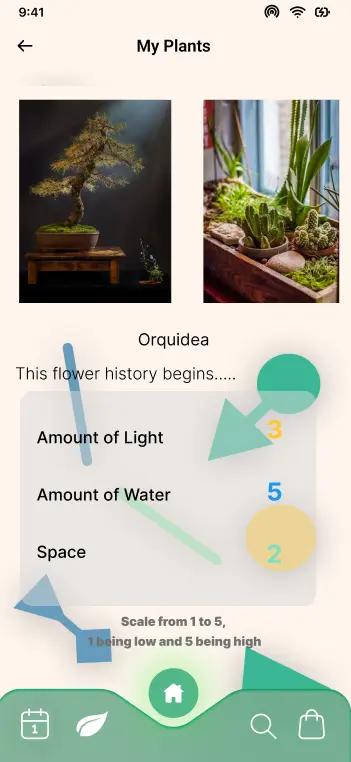 9:41
My Plants
Orquidea
This flower history begins.....
Amount of Light 3
Amount of Water 5
Space 2
Scale from 1 to 5,
1 being low and 5 being high
1